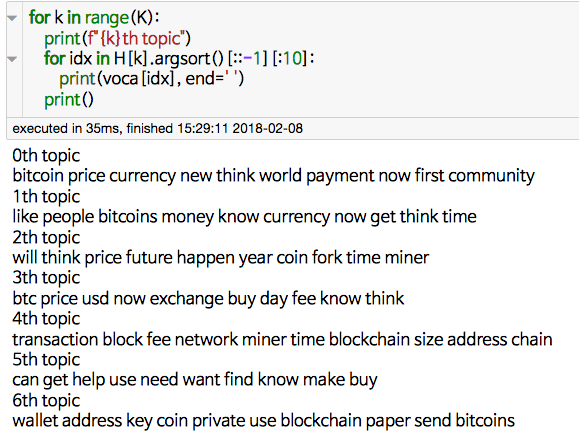 for k in range(K):
print(f"{k}th topic")
for idx in H[k].argsort()[::-1][:10]:
print(voca[idx], end=' ')
print()
executed in 35ms, finished 15:29:11 2018-02-08
0th topic
bitcoin price currency new think world payment now first community
1th topic
like people bitcoins money know currency now get think time
2th topic
will think price future happen year coin fork time miner
3th topic
btc price usd now exchange buy day fee know think
4th topic
transaction block fee network miner time blockchain size address chain
5th topic
can get help use need want find know make buy
6th topic
wallet address key coin private use blockchain paper send bitcoins